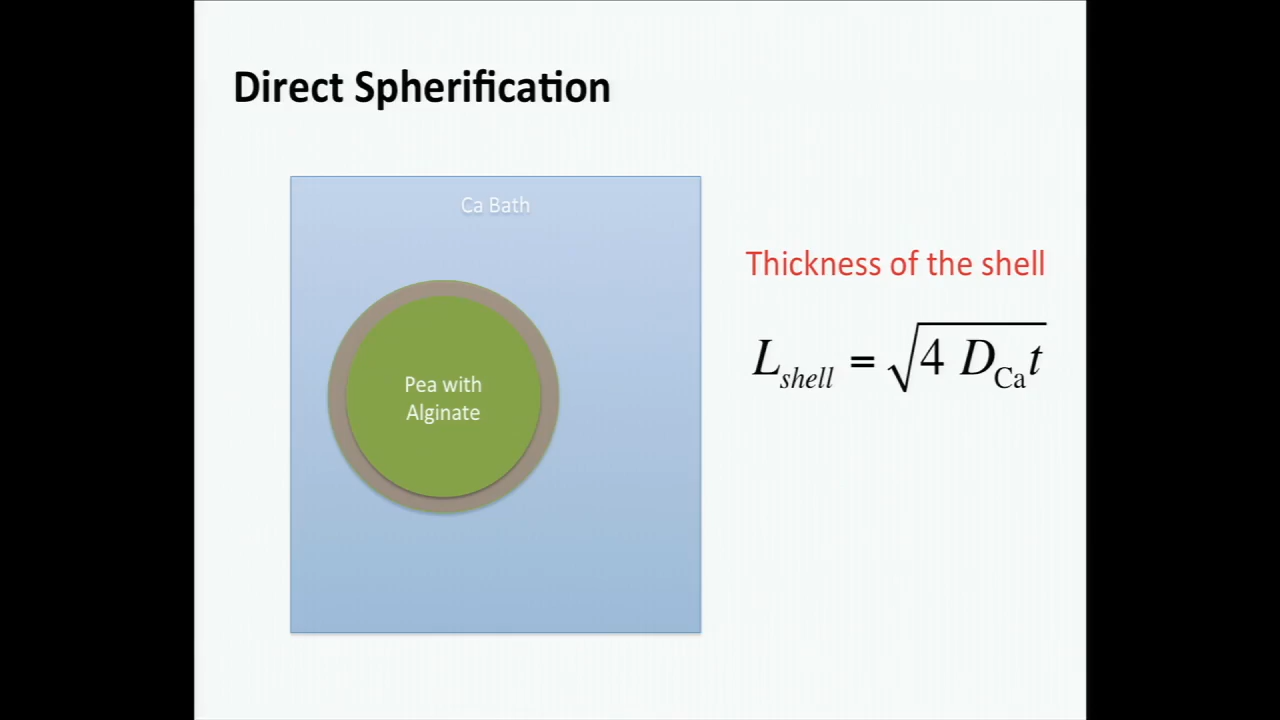 Direct Spherification
Ca Bath
Thickness of the shell
L_shell = √(4 D_Ca t)
Pea with
Alginate